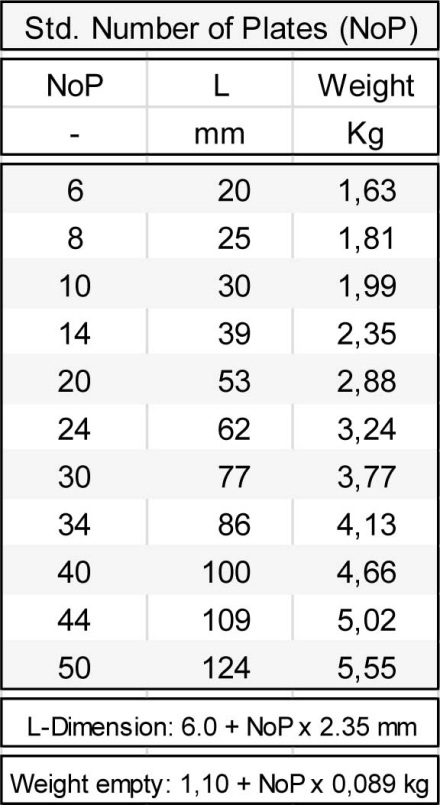 Std. Number of Plates (NoP)
NoP L Weight
- mm Kg
6 20 1,63
8 25 1,81
10 30 1,99
14 39 2,35
20 53 2,88
24 62 3,24
30 77 3,77
34 86 4,13
40 100 4,66
44 109 5,02
50 124 5,55
L-Dimension: 6.0 + NoP x 2.35 mm
Weight empty: 1,10 + NoP x 0,089 kg